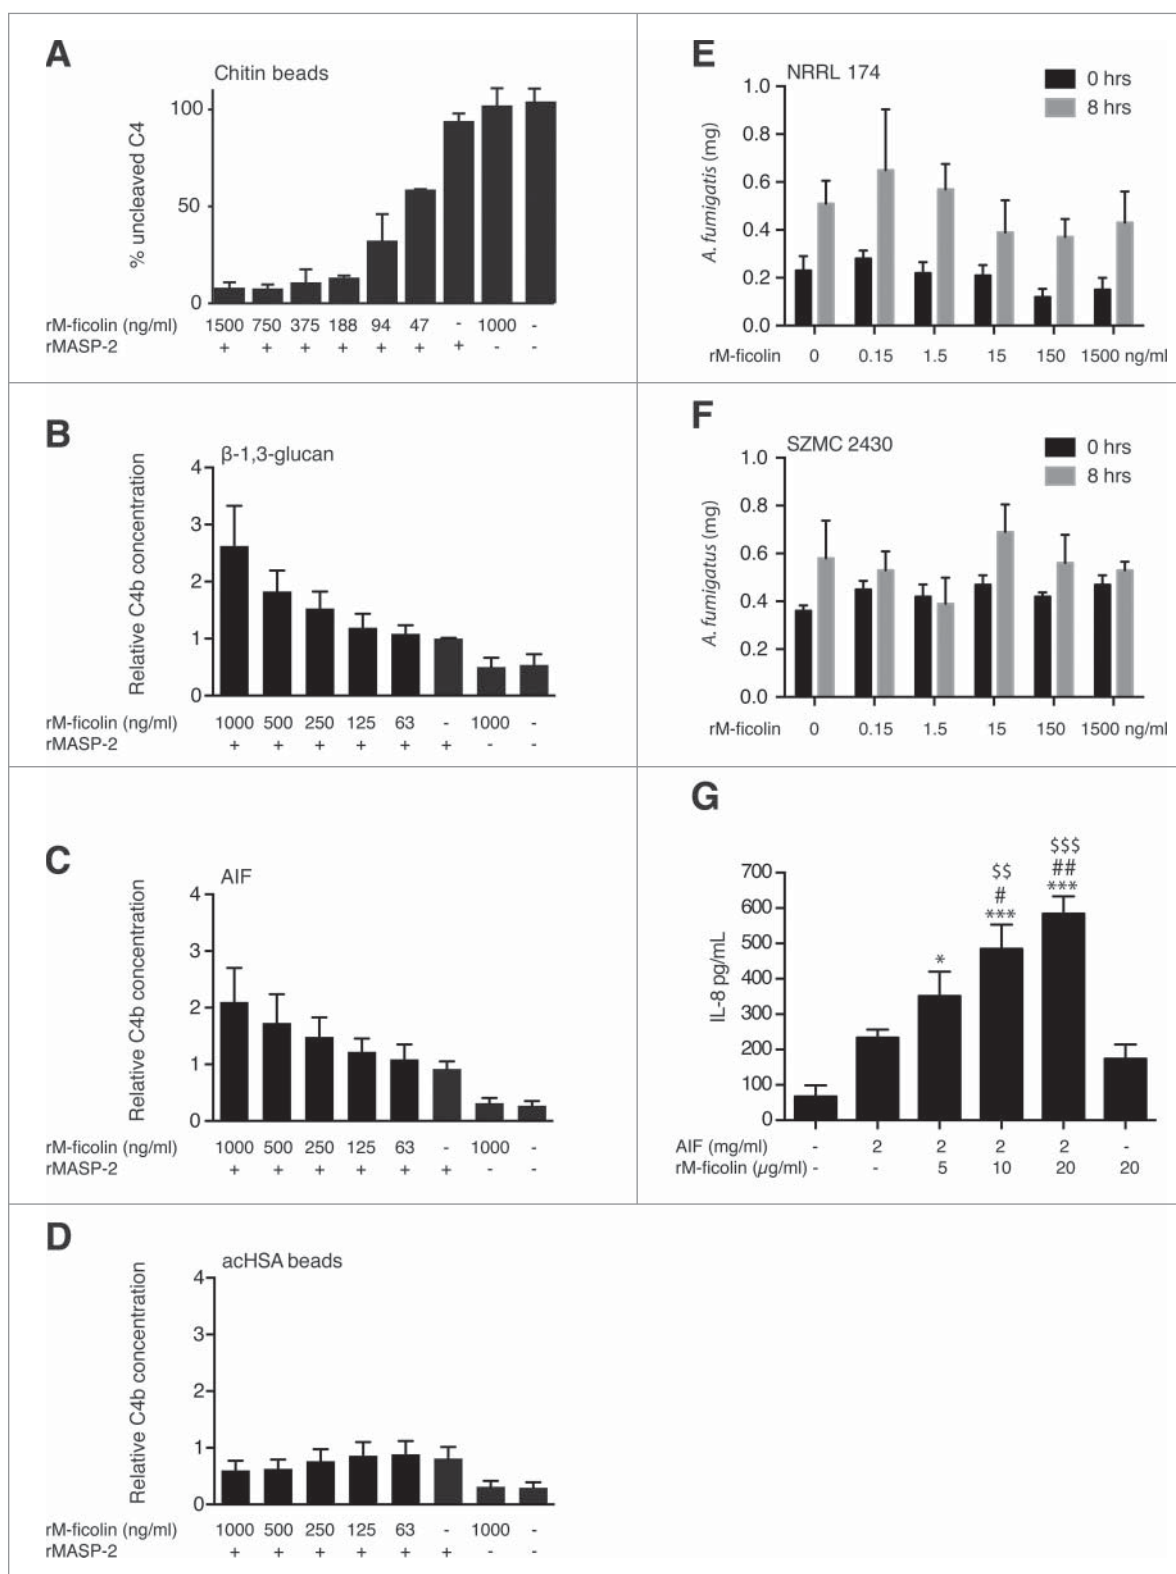 A
Chitin beads
% uncleaved C4
100
50
0
rM-ficolin (ng/ml) 1500 750 375 188 94 47 - 1000 -
rMASP-2 + + + + + + + - -
B
β-1,3-glucan
Relative C4b concentration
4
3
2
1
0
rM-ficolin (ng/ml) 1000 500 250 125 63 - 1000 -
rMASP-2 + + + + + + - -
C
AIF
Relative C4b concentration
4
3
2
1
0
rM-ficolin (ng/ml) 1000 500 250 125 63 - 1000 -
rMASP-2 + + + + + + - -
D
acHSA beads
Relative C4b concentration
4
3
2
1
0
rM-ficolin (ng/ml) 1000 500 250 125 63 - 1000 -
rMASP-2 + + + + + + - -
E
NRRL 174
0 hrs
8 hrs
A. fumigatis (mg)
1.0
0.8
0.6
0.4
0.2
0.0
rM-ficolin 0 0.15 1.5 15 150 1500 ng/ml
F
SZMC 2430
0 hrs
8 hrs
A. fumigatus (mg)
1.0
0.8
0.6
0.4
0.2
0.0
rM-ficolin 0 0.15 1.5 15 150 1500 ng/ml
G
IL-8 pg/mL
700
600
500
400
300
200
100
0
*
$$
#
***
$$$
##
***
AIF (mg/ml) - 2 2 2 2 -
rM-ficolin (µg/ml) - - 5 10 20 20